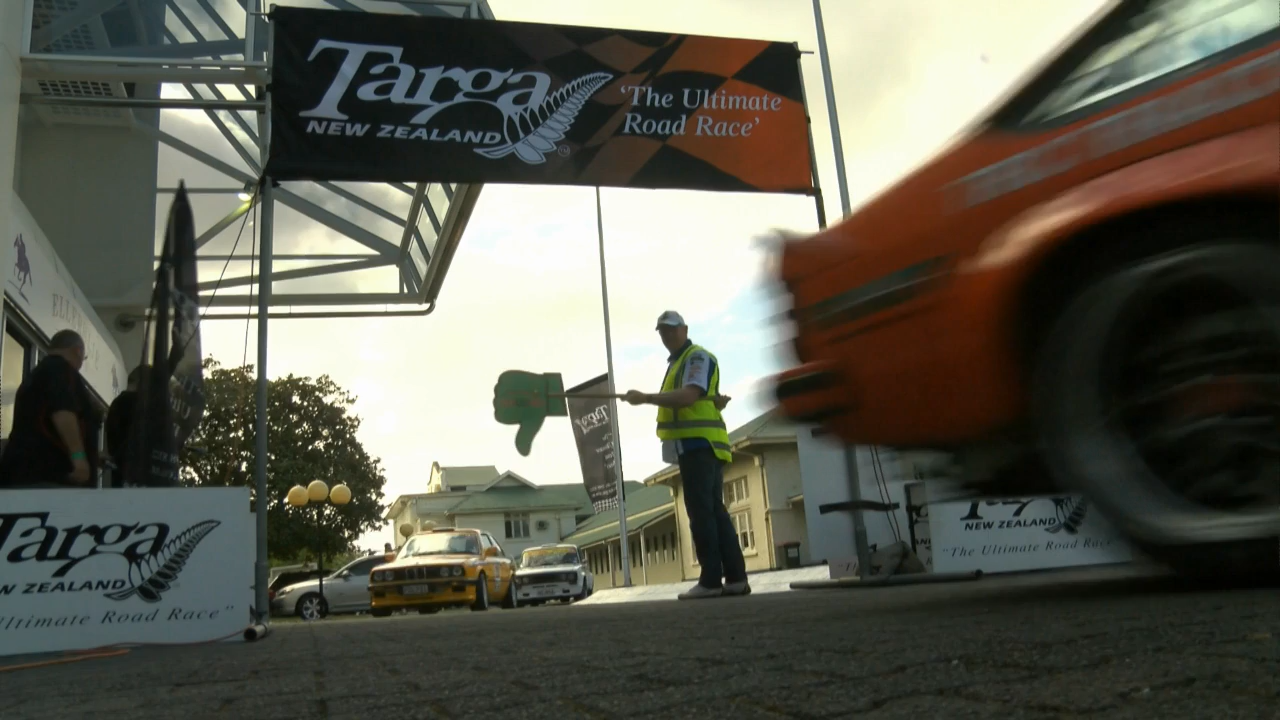 Targa
NEW ZEALAND
®
'The Ultimate
Road Race'
Targa
Targa
NEW ZEALAND
Ultimate Road Race"
NEW ZEALAND
"The Ultimate Road Race